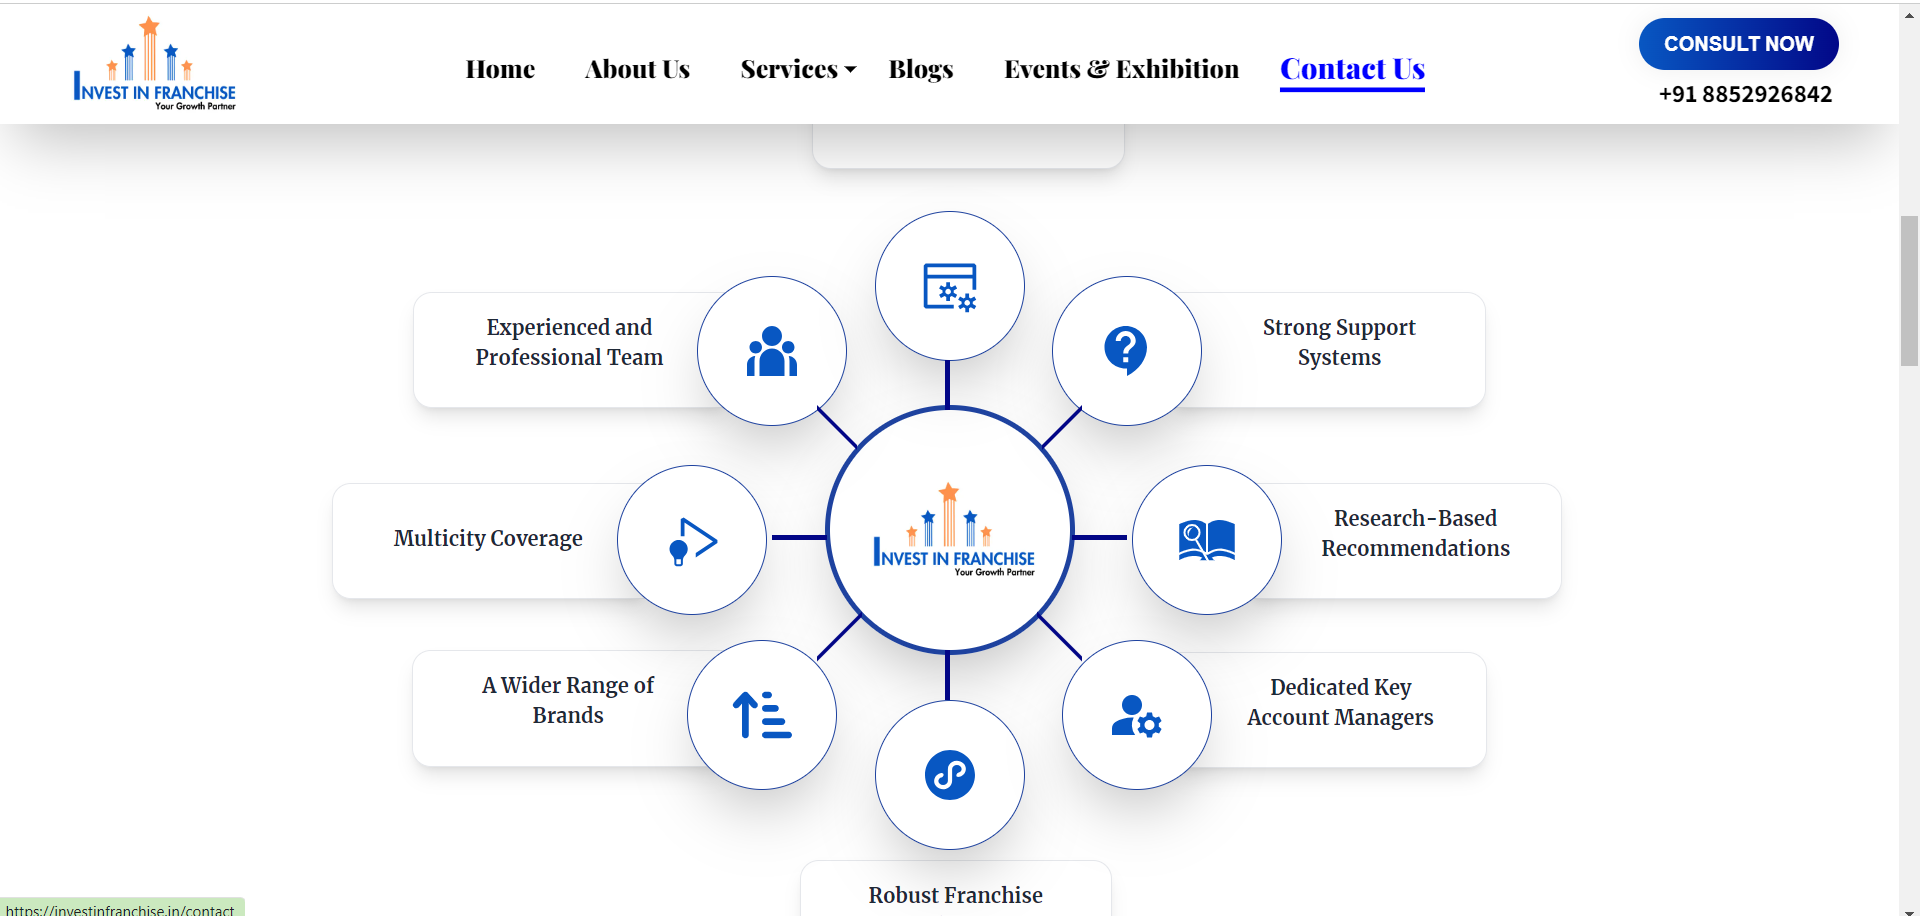 INVEST IN FRANCHISE
Your Growth Partner
Home
About Us
Services
Blogs
Events & Exhibition
Contact Us
CONSULT NOW
+91 8852926842
Experienced and
Professional Team
Strong Support
Systems
Multicity Coverage
INVEST IN FRANCHISE
Your Growth Partner
Research-Based
Recommendations
A Wider Range of
Brands
Dedicated Key
Account Managers
Robust Franchise
https://investinfranchise.in/contact